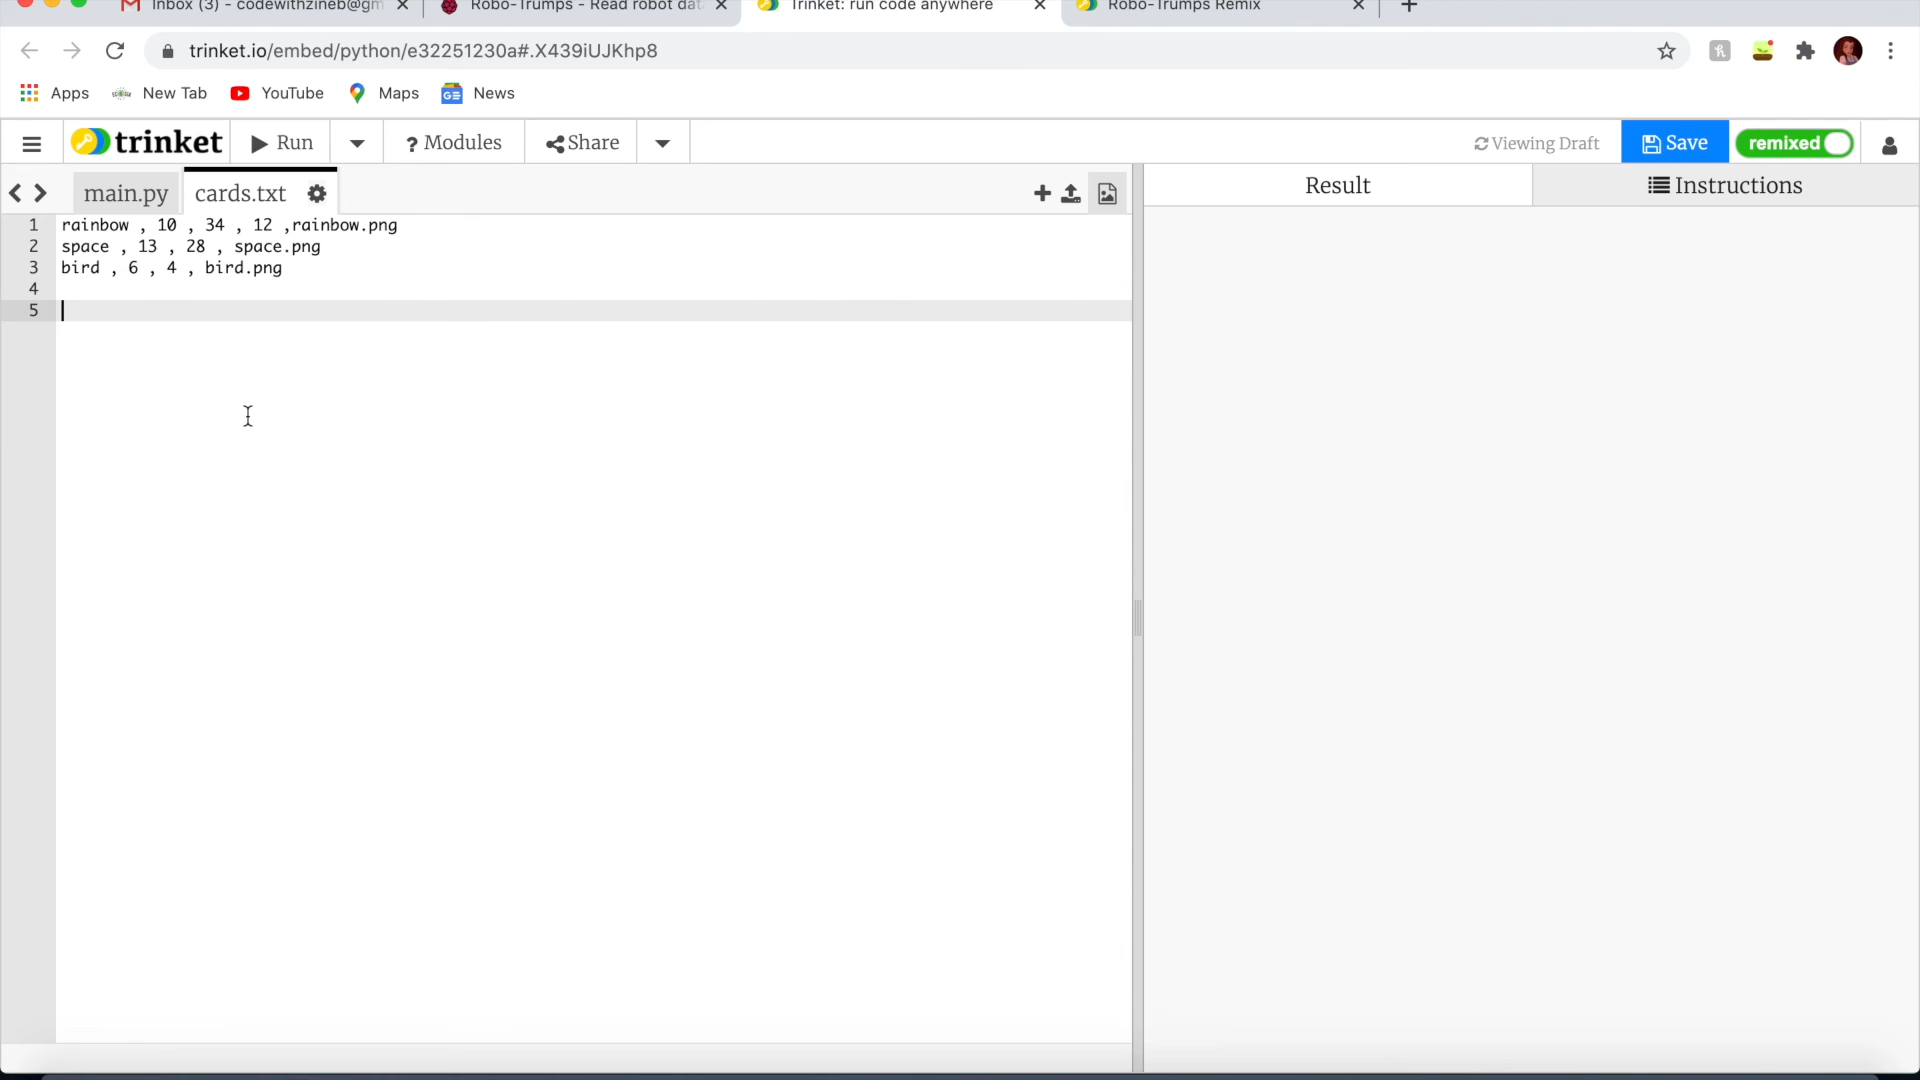 Inbox (3) - codewithzineb@gm
Robo-Trumps - Read robot dat
Trinket: run code anywhere
Robo-Trumps Remix
trinket.io/embed/python/e32251230a#.X439iUJKhp8
Apps
New Tab
YouTube
Maps
News
trinket
Run
? Modules
Share
Viewing Draft
Save
remixed
main.py
cards.txt
Result
Instructions
1 rainbow , 10 , 34 , 12 ,rainbow.png
2 space , 13 , 28 , space.png
3 bird , 6 , 4 , bird.png
4
5